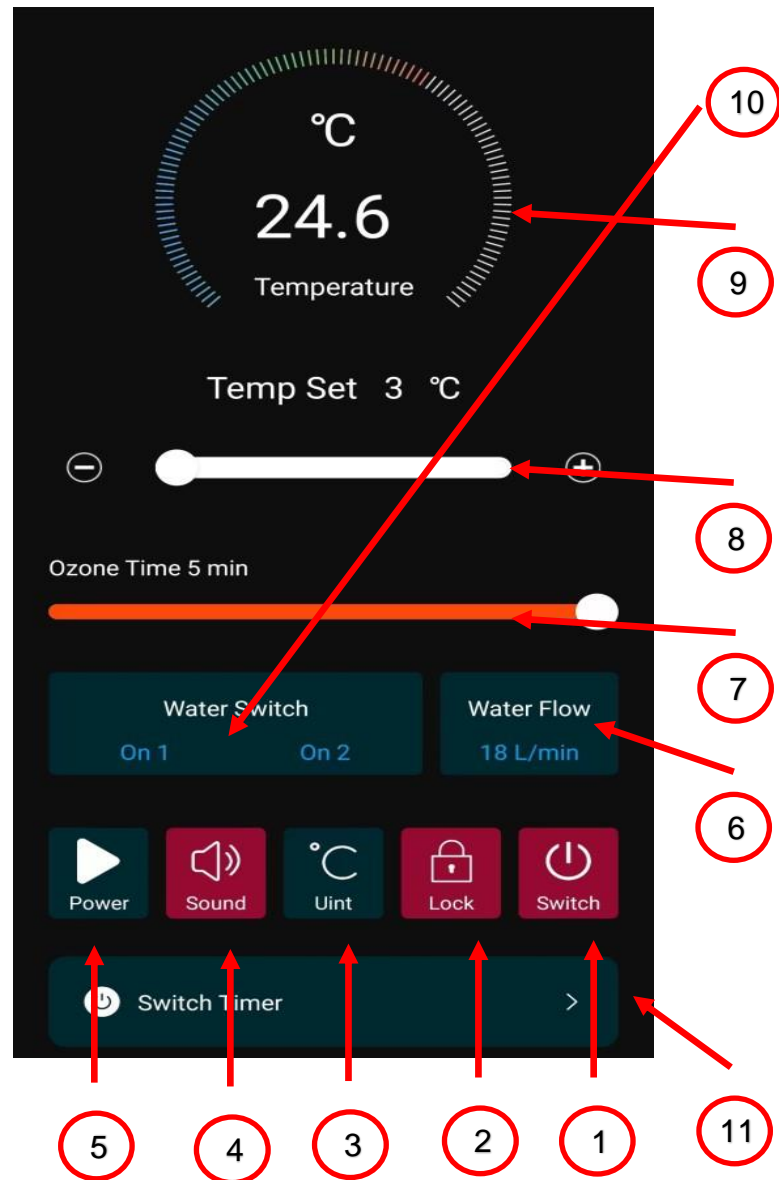 10
℃
24.6
Temperature
9
Temp Set 3 ℃
8
Ozone Time 5 min
7
Water Switch
On 1 On 2
Water Flow
18 L/min
6
Power
Sound
°C
Uint
Lock
Switch
Switch Timer >
11
5 4 3 2 1